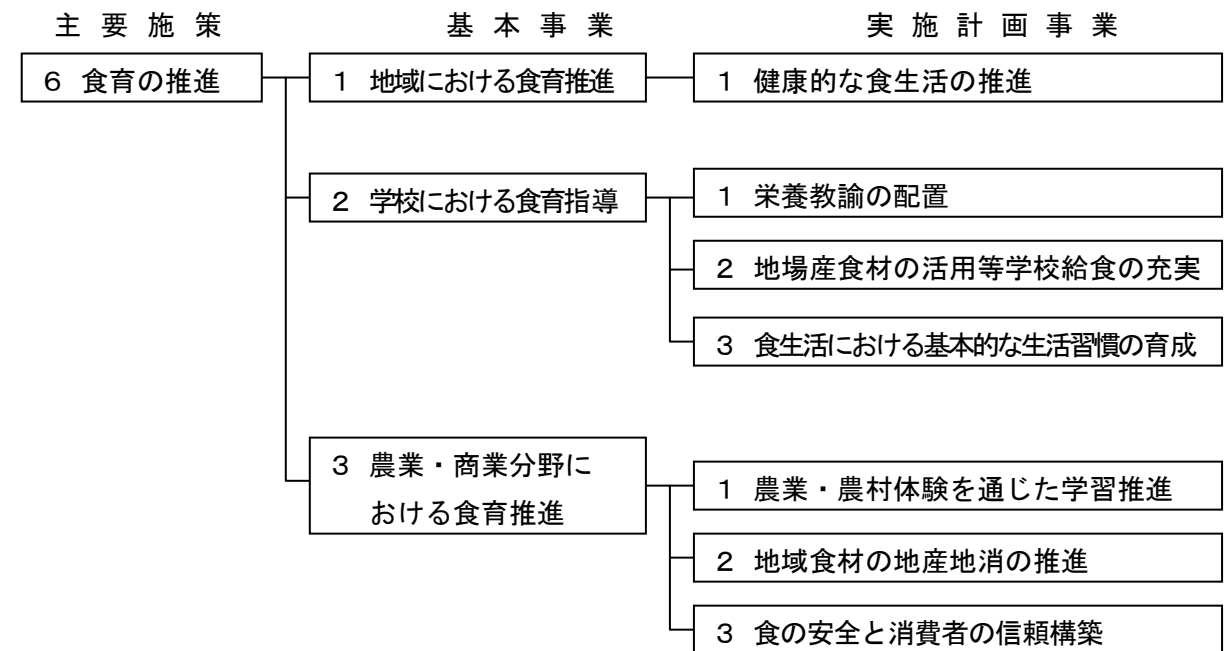 主要施策 基本事業 実施計画事業
６ 食育の推進
１ 地域における食育推進
１ 健康的な食生活の推進
２ 学校における食育指導
１ 栄養教諭の配置
２ 地場産食材の活用等学校給食の充実
３ 食生活における基本的な生活習慣の育成
３ 農業・商業分野に
おける食育推進
１ 農業・農村体験を通じた学習推進
２ 地域食材の地産地消の推進
３ 食の安全と消費者の信頼構築